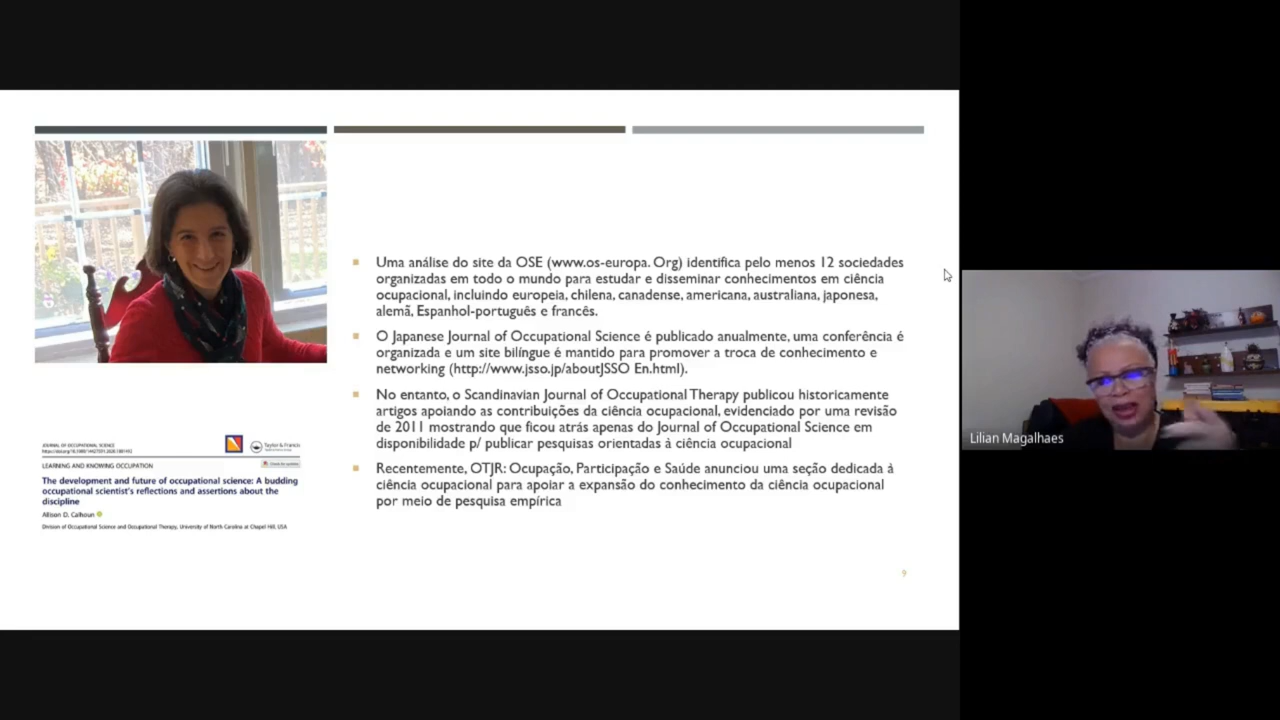 Uma análise do site da OSE (www.os-europa. Org) identifica pelo menos 12 sociedades
organizadas em todo o mundo para estudar e disseminar conhecimentos em ciência
ocupacional, incluindo europeia, chilena, canadense, americana, australiana, japonesa,
alemã, Espanhol-português e francês.
O Japanese Journal of Occupational Science é publicado anualmente, uma conferência é
organizada e um site bilíngue é mantido para promover a troca de conhecimento e
networking (http://www.jsso.jp/aboutJSSO En.html).
No entanto, o Scandinavian Journal of Occupational Therapy publicou historicamente
artigos apoiando as contribuições da ciência ocupacional, evidenciado por uma revisão
de 2011 mostrando que ficou atrás apenas do Journal of Occupational Science em
disponibilidade p/ publicar pesquisas orientadas à ciência ocupacional
Recentemente, OTJR: Ocupação, Participação e Saúde anunciou uma seção dedicada à
ciência ocupacional para apoiar a expansão do conhecimento da ciência ocupacional
por meio de pesquisa empírica
JOURNAL OF OCCUPATIONAL SCIENCE
Taylor & Francis
LEARNING AND KNOWING OCCUPATION
The development and future of occupational science: A budding
occupational scientist's reflections and assertions about the
discipline
Allison D. Calhoun
Division of Occupational Science and Occupational Therapy, University of North Carolina at Chapel Hill, USA
9
Lilian Magalhaes